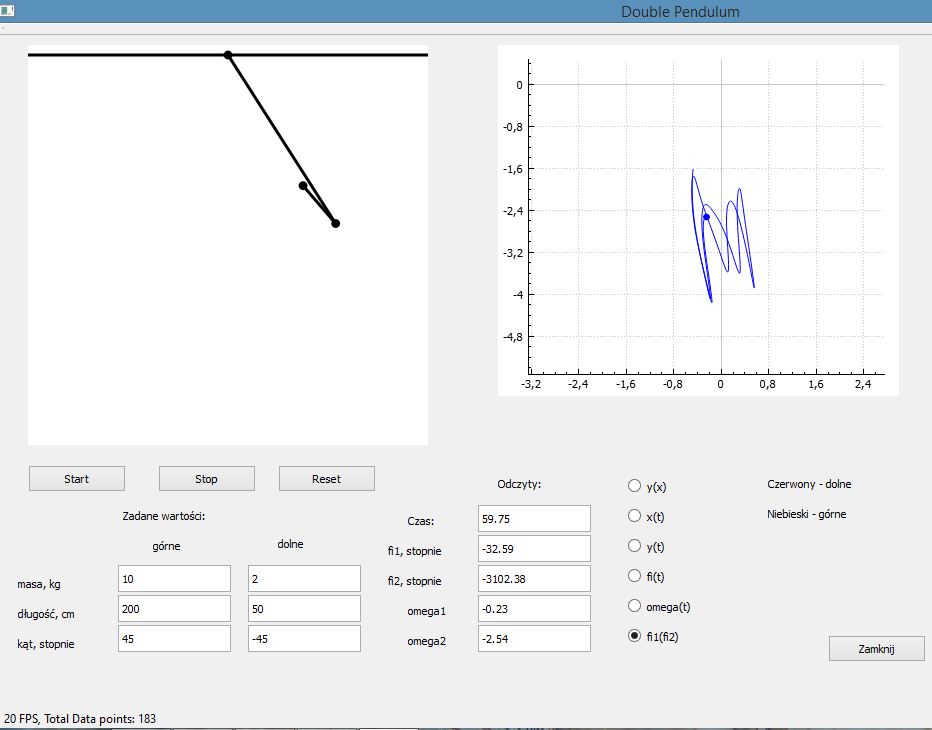 Double Pendulum
0
-0,8
-1,6
-2,4
-3,2
-4
-4,8
-3,2 -2,4 -1,6 -0,8 0 0,8 1,6 2,4
Start Stop Reset
Zadane wartości:
górne dolne
masa, kg 10 2
długość, cm 200 50
kąt, stopnie 45 -45
Odczyty:
Czas: 59.75
fi1, stopnie -32.59
fi2, stopnie -3102.38
omega1 -0.23
omega2 -2.54
y(x)
x(t)
y(t)
fi(t)
omega(t)
fi1(fi2)
Czerwony - dolne
Niebieski - górne
Zamknij
20 FPS, Total Data points: 183